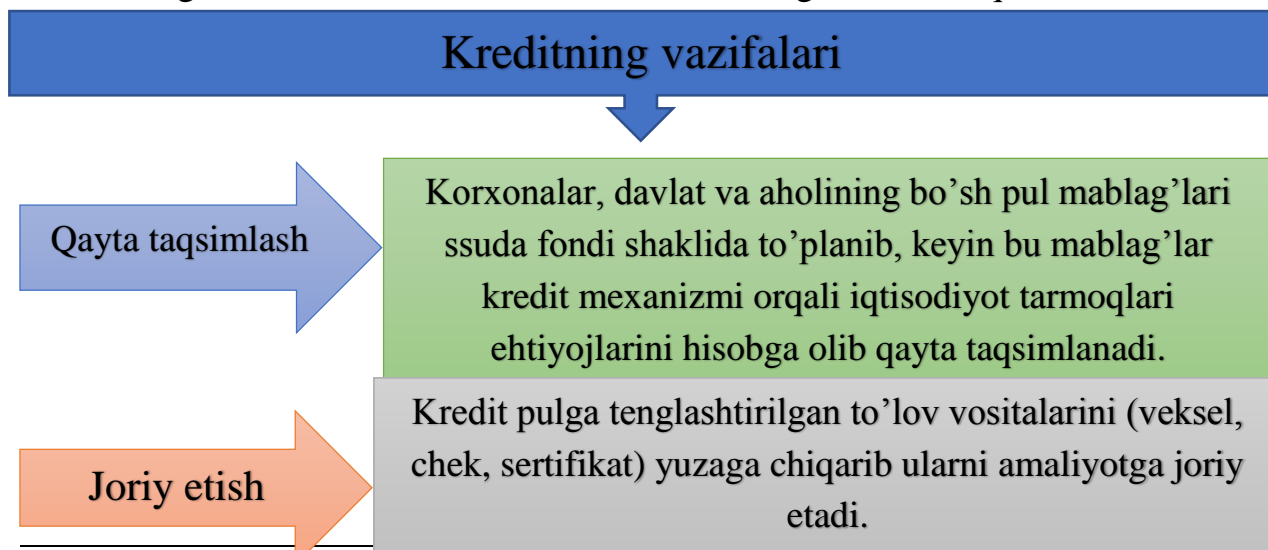 Kreditning vazifalari
Qayta taqsimlash
Korxonalar, davlat va aholining bo’sh pul mablag’lari
ssuda fondi shaklida to’planib, keyin bu mablag’lar
kredit mexanizmi orqali iqtisodiyot tarmoqlari
ehtiyojlarini hisobga olib qayta taqsimlanadi.
Joriy etish
Kredit pulga tenglashtirilgan to’lov vositalarini (veksel,
chek, sertifikat) yuzaga chiqarib ularni amaliyotga joriy
etadi.